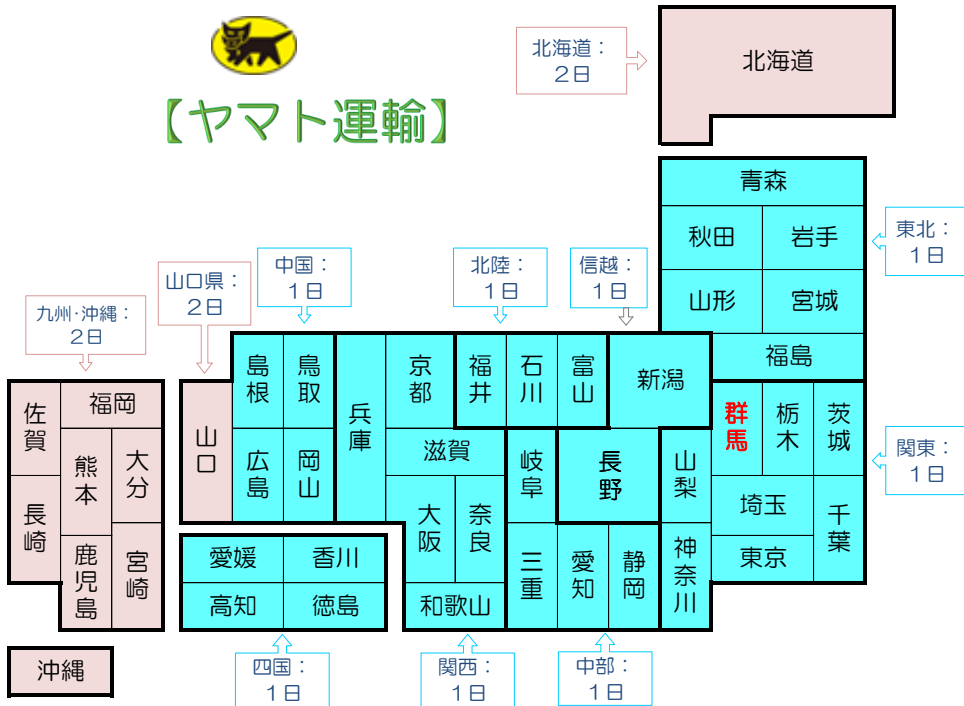 【ヤマト運輸】
北海道：
2日
北海道
青森
秋田
岩手
東北：
1日
山形
宮城
福島
中国：
1日
北陸：
1日
信越：
1日
山口県：
2日
九州・沖縄：
2日
島根
鳥取
兵庫
京都
福井
石川
富山
新潟
佐賀
福岡
山口
群馬
栃木
茨城
関東：
1日
熊本
大分
広島
岡山
滋賀
岐阜
長野
山梨
長崎
大阪
奈良
埼玉
千葉
鹿児島
宮崎
愛媛
香川
三重
愛知
静岡
神奈川
東京
高知
徳島
和歌山
沖縄
四国：
1日
関西：
1日
中部：
1日